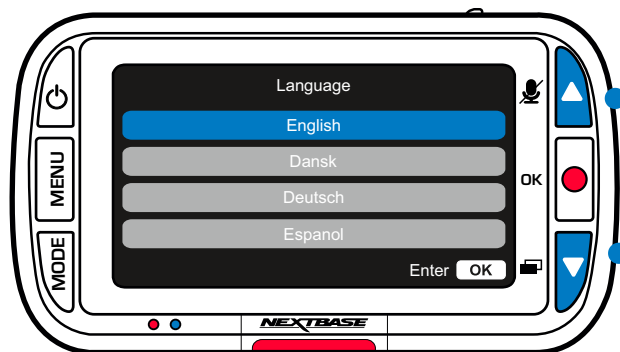 Language
English
Dansk
MENU
OK
Deutsch
Espanol
MODE
Enter OK
NEXTBASE